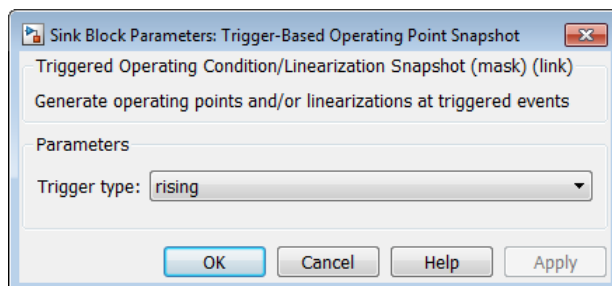 Sink Block Parameters: Trigger-Based Operating Point Snapshot
Triggered Operating Condition/Linearization Snapshot (mask) (link)
Generate operating points and/or linearizations at triggered events
Parameters
Trigger type: rising
OK Cancel Help Apply